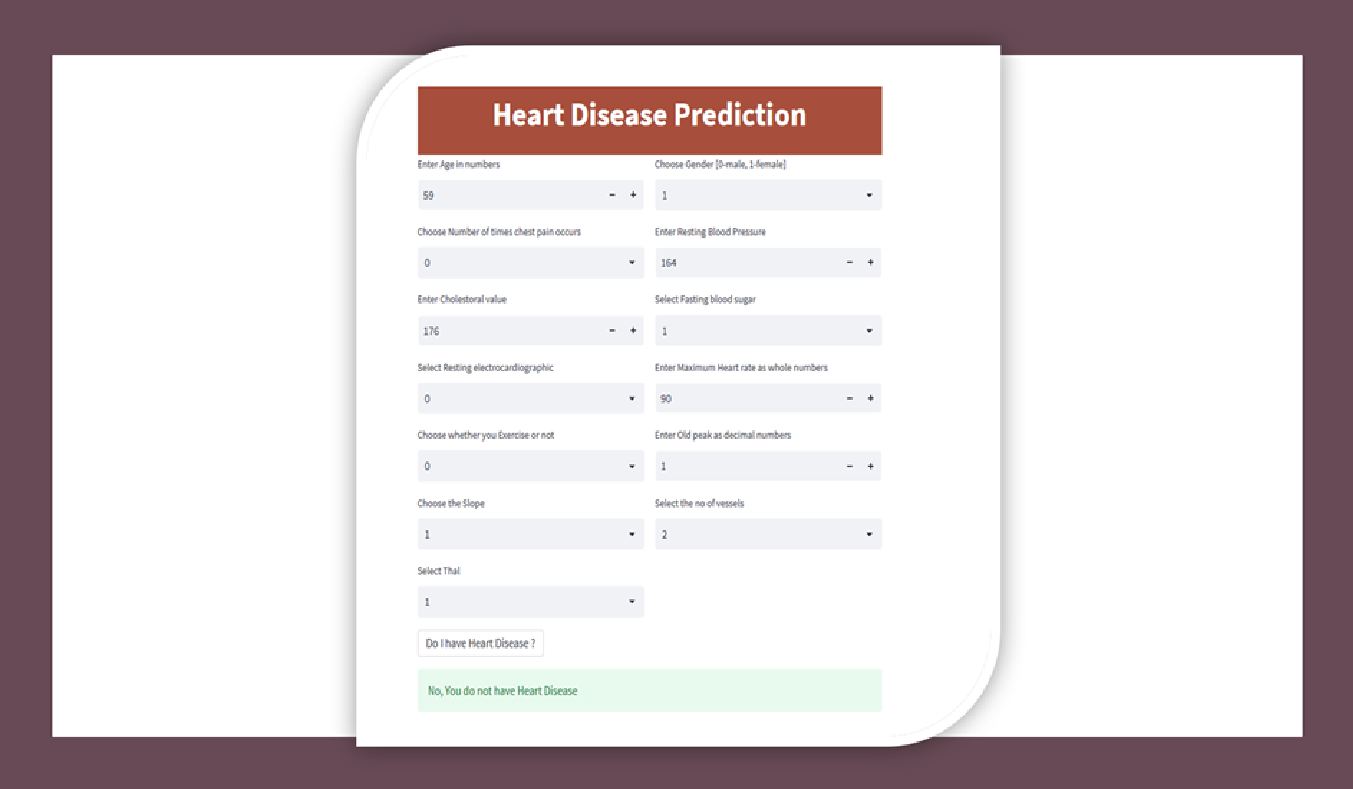 Heart Disease Prediction
Enter Age in numbers
59
Choose Gender [0-male, 1-female]
1
Choose Number of times chest pain occurs
0
Enter Resting Blood Pressure
164
Enter Cholestoral value
176
Select Fasting blood sugar
1
Select Resting electrocardiographic
0
Enter Maximum Heart rate as whole numbers
90
Choose whether you Exercise or not
0
Enter Old peak as decimal numbers
1
Choose the Slope
1
Select the no of vessels
2
Select Thal
1
Do I have Heart Disease ?
No, You do not have Heart Disease